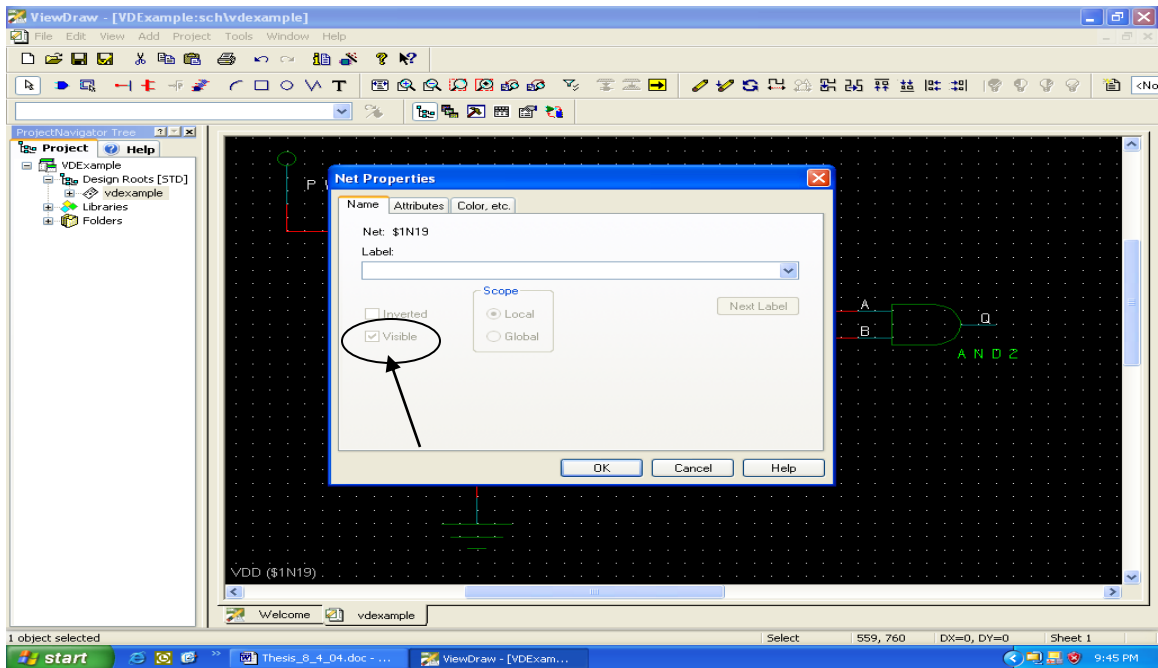 ViewDraw - [VDExample:sch\vdexample]
File Edit View Add Project Tools Window Help
<No
ProjectNavigator Tree
Project Help
VDExample
Design Roots [STD]
vdexample
Libraries
Folders
Net Properties
Name Attributes Color, etc.
Net: $1N19
Label:
Scope
Inverted
Local
Next Label
Visible
Global
OK Cancel Help
A
B
Q
AND2
VDD ($1N19)
Welcome vdexample
1 object selected Select 559, 760 DX=0, DY=0 Sheet 1
start Thesis_8_4_04.doc - ... ViewDraw - [VDExam... 9:45 PM